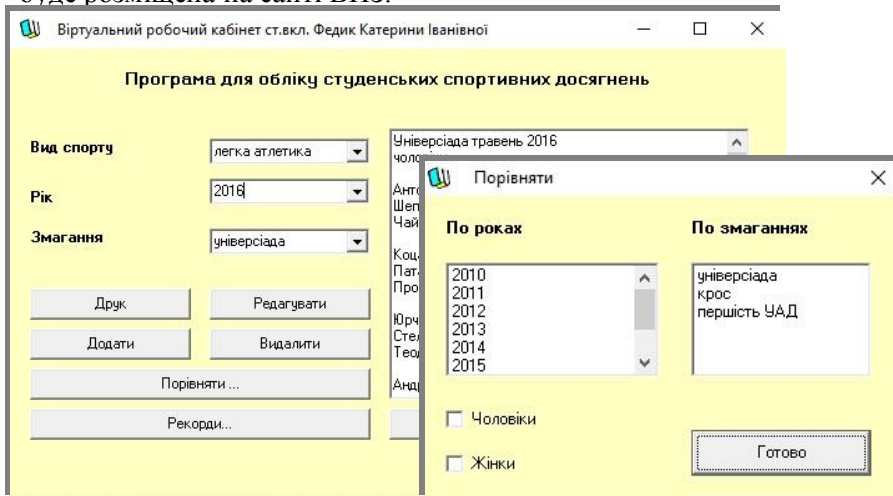 буде розміщена на сайті ВНЗ.
Віртуальний робочий кабінет ст.вкл. Федик Катерини Іванівної
Програма для обліку студенських спортивних досягнень
Вид спорту
легка атлетика
Рік
2016
Змагання
універсіада
Друк
Редагувати
Додати
Видалити
Порівняти ...
Рекорди...
Універсіада травень 2016
Порівняти
По роках
2010
2011
2012
2013
2014
2015
По змаганнях
універсіада
крос
першість УАД
Чоловіки
Жінки
Готово